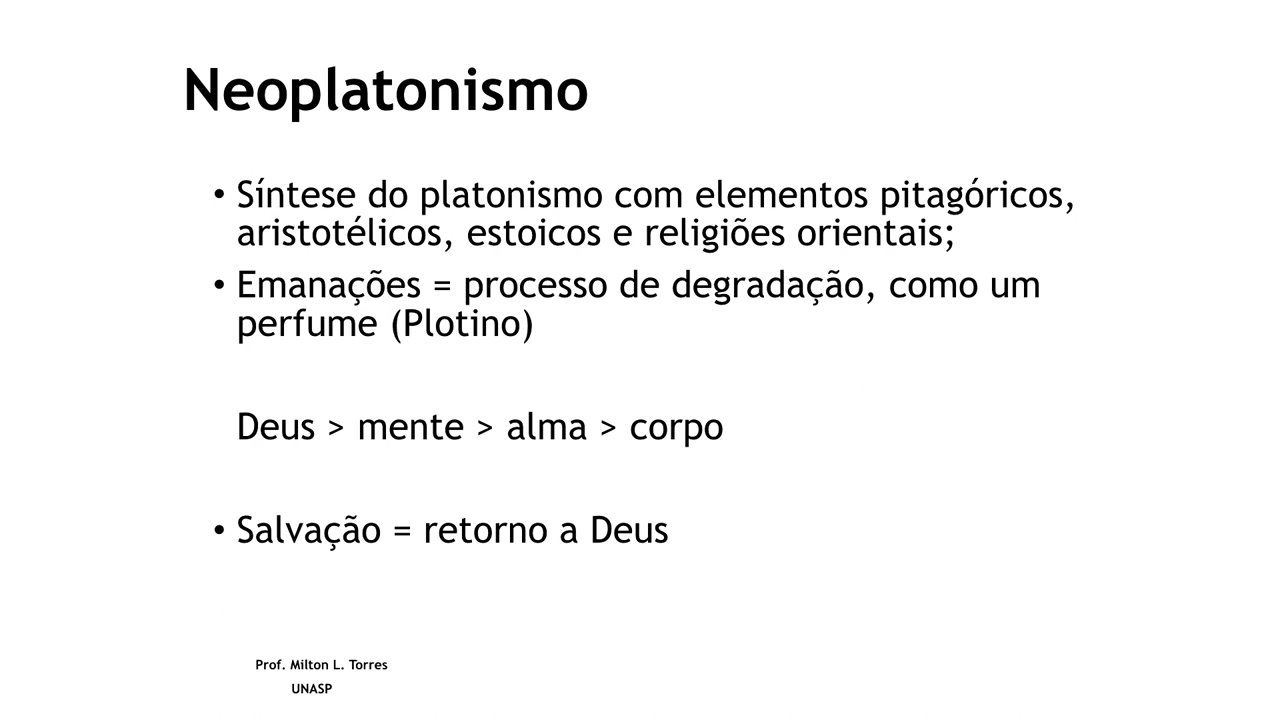 Neoplatonismo
• Síntese do platonismo com elementos pitagóricos,
aristotélicos, estoicos e religiões orientais;
• Emanações = processo de degradação, como um
perfume (Plotino)
Deus > mente > alma > corpo
• Salvação = retorno a Deus
Prof. Milton L. Torres
UNASP